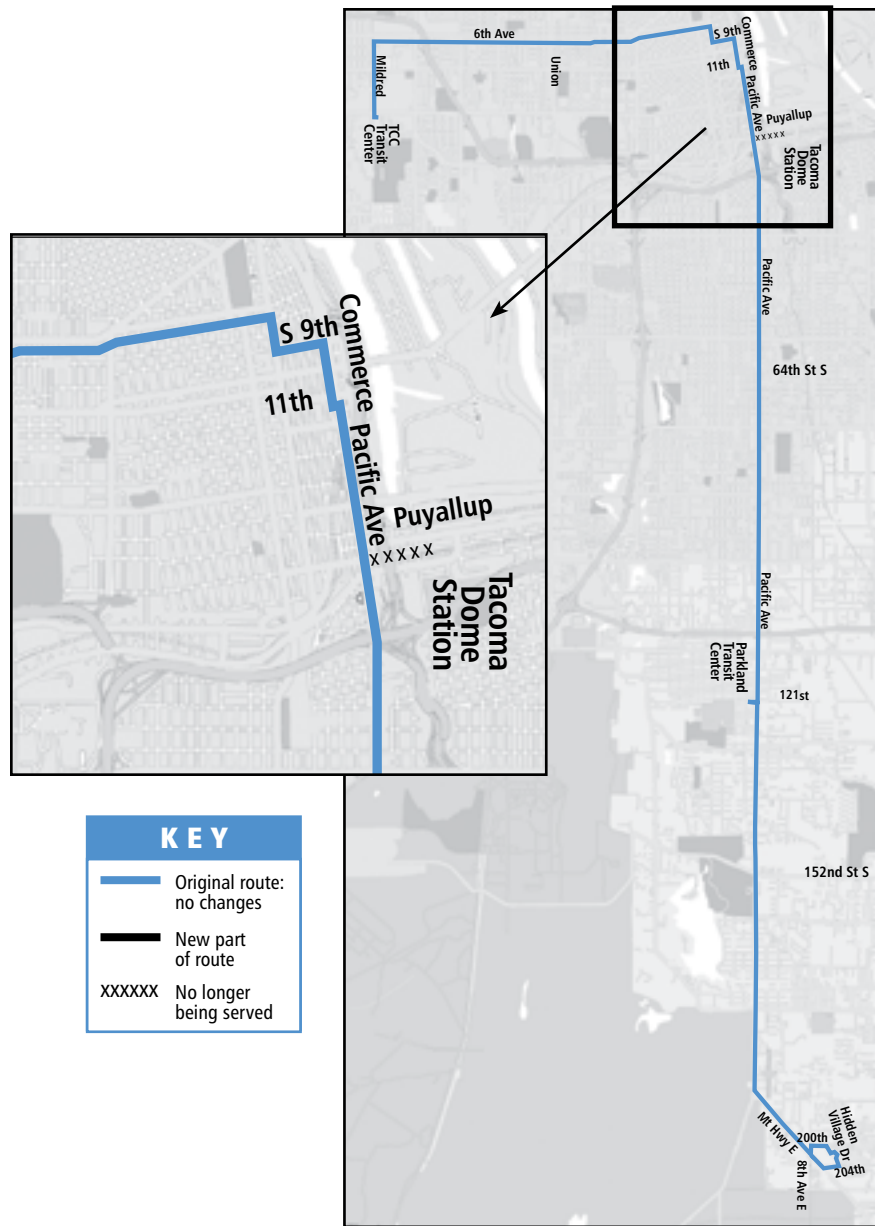 6th Ave
S 9th
Commerce
11th
Mildred
Union
Pacific Ave
Puyallup
xxxxx
TCC
Transit
Center
Tacoma
Dome
Station
Pacific Ave
64th St S
Pacific Ave
Parkland
Transit
Center
121st
152nd St S
Mt Hwy E
200th
Hidden
Village Dr
204th
8th Ave E
S 9th
Commerce
11th
Pacific Ave
Puyallup
xxxxx
Tacoma
Dome
Station
KEY
Original route:
no changes
New part
of route
XXXXXX No longer
being served